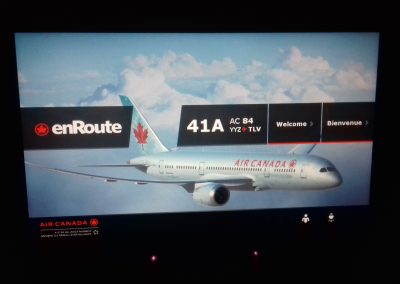 enRoute
41A
AC 84
YYZ TLV
Welcome >
Bienvenue >
AIR CANADA
AIR CANADA